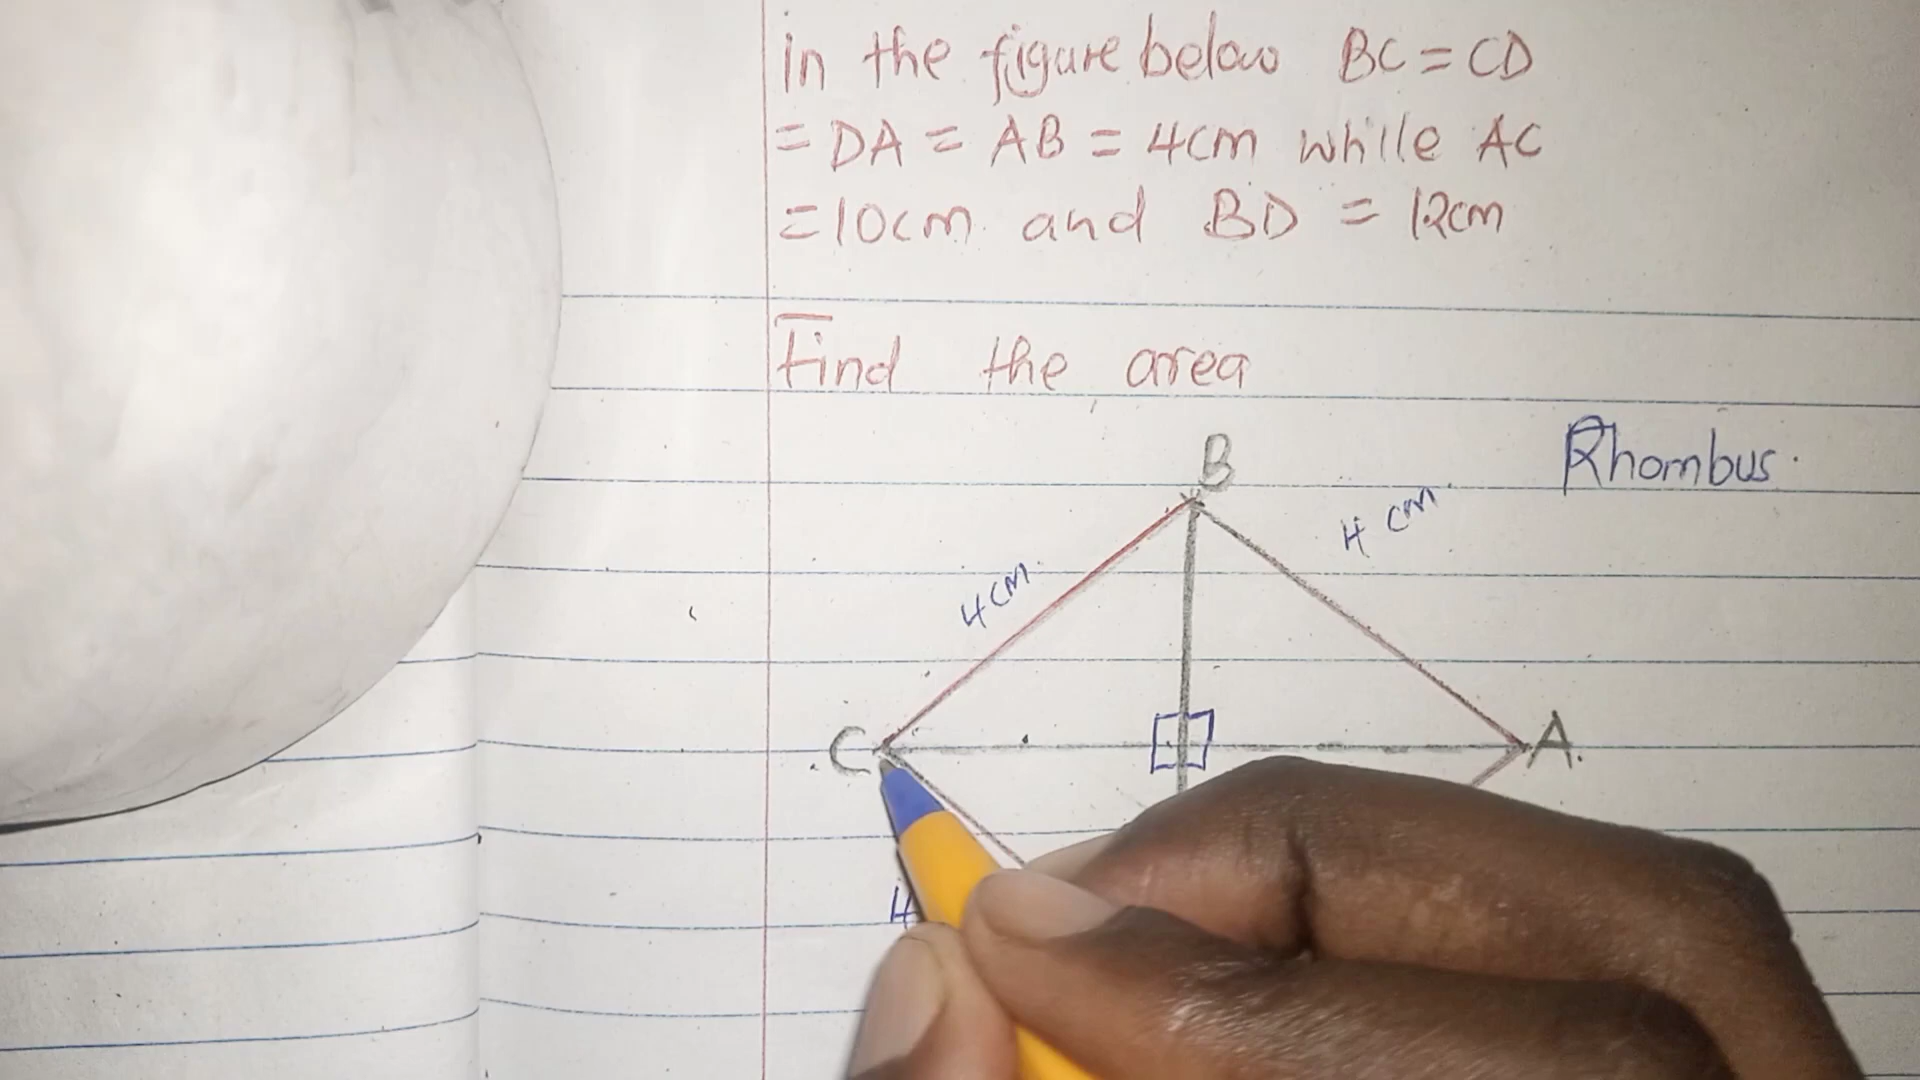 in the figure below BC = CD
= DA = AB = 4cm while AC
= 10cm and BD = 12cm
Find the area
Rhombus.
B
4 cm
4cm
C
A.
4